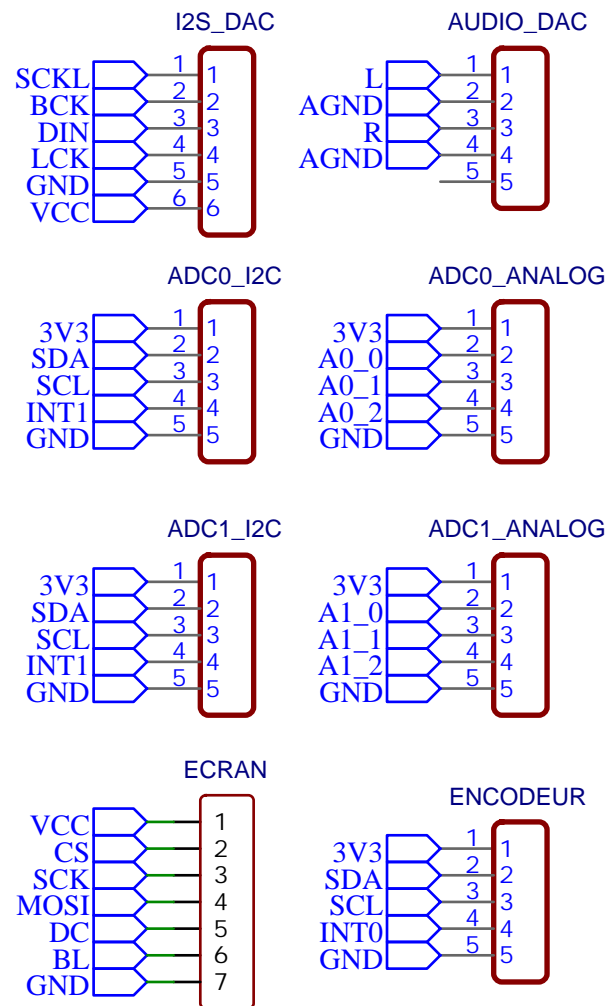 I2S_DAC
SCKL 1 1
BCK 2 2
DIN 3 3
LCK 4 4
GND 5 5
VCC 6 6
AUDIO_DAC
L 1 1
AGND 2 2
R 3 3
AGND 4 4
5 5
ADC0_I2C
3V3 1 1
SDA 2 2
SCL 3 3
INT1 4 4
GND 5 5
ADC0_ANALOG
3V3 1 1
A0_0 2 2
A0_1 3 3
A0_2 4 4
GND 5 5
ADC1_I2C
3V3 1 1
SDA 2 2
SCL 3 3
INT1 4 4
GND 5 5
ADC1_ANALOG
3V3 1 1
A1_0 2 2
A1_1 3 3
A1_2 4 4
GND 5 5
ECRAN
VCC 1
CS 2
SCK 3
MOSI 4
DC 5
BL 6
GND 7
ENCODEUR
3V3 1 1
SDA 2 2
SCL 3 3
INT0 4 4
GND 5 5